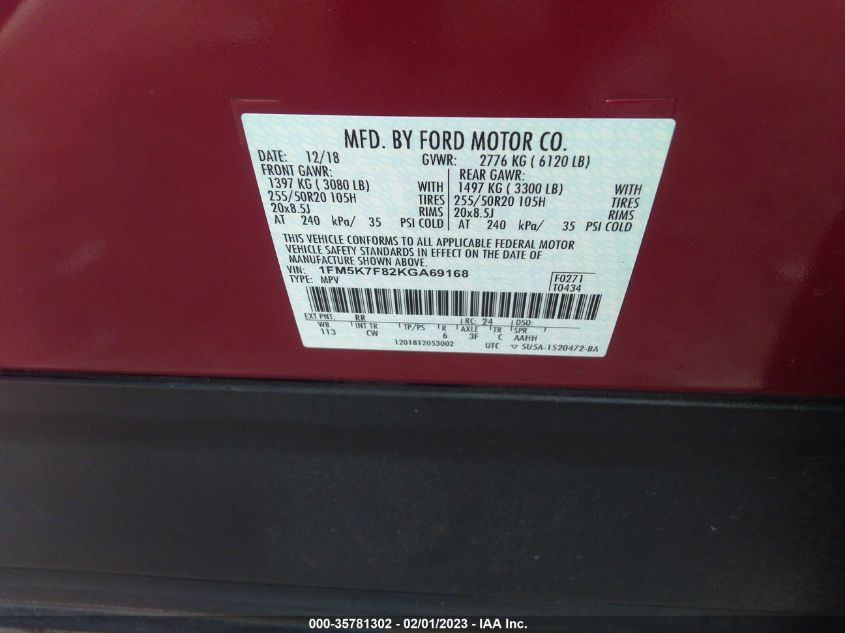 MFD. BY FORD MOTOR CO.
DATE: 12/18 GVWR: 2776 KG ( 6120 LB)
FRONT GAWR: REAR GAWR:
1397 KG ( 3080 LB) WITH 1497 KG ( 3300 LB) WITH
255/50R20 105H TIRES 255/50R20 105H TIRES
20x8.5J RIMS 20x8.5J RIMS
AT 240 kPa/ 35 PSI COLD AT 240 kPa/ 35 PSI COLD
THIS VEHICLE CONFORMS TO ALL APPLICABLE FEDERAL MOTOR
VEHICLE SAFETY STANDARDS IN EFFECT ON THE DATE OF
MANUFACTURE SHOWN ABOVE.
VIN: 1FM5K7F82KGA69168 F0271
TYPE: MPV T0434
EXT PNT: RR RC: 24 DSO:
WB INT TR TP/PS R AXLE TR SPR
113 CW 6 3F C AAHH
1201812053002 UTC ▽ 5U5A-1520472-BA
000-35781302 - 02/01/2023 - IAA Inc.